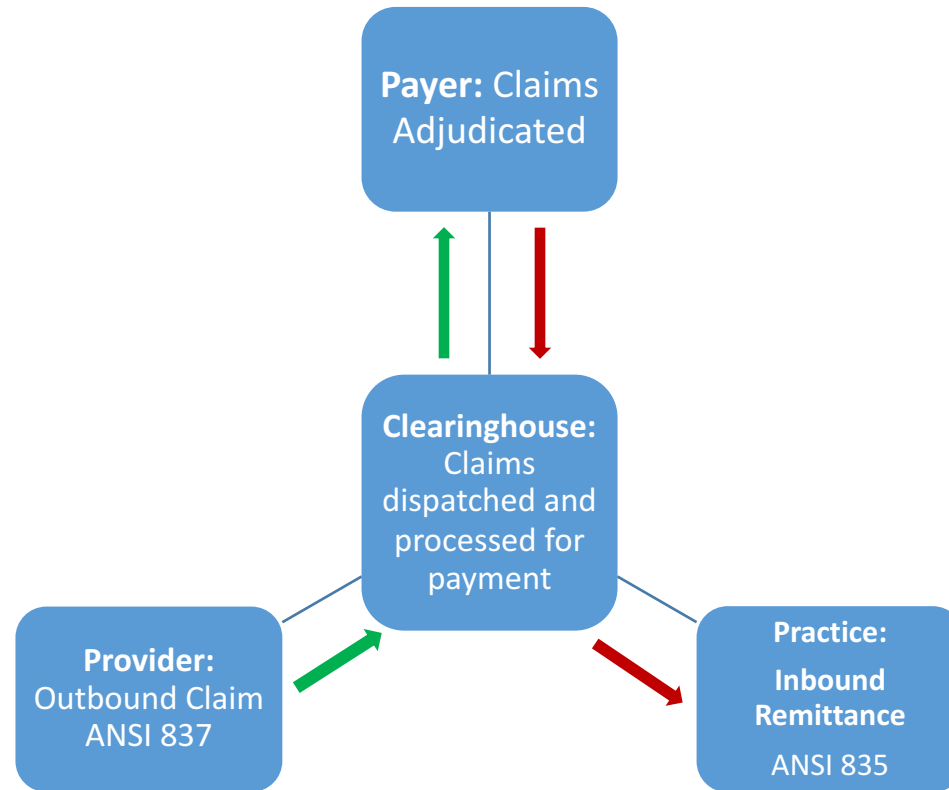 Payer: Claims
Adjudicated
Clearinghouse:
Claims
dispatched and
processed for
payment
Provider:
Outbound Claim
ANSI 837
Practice:
Inbound
Remittance
ANSI 835